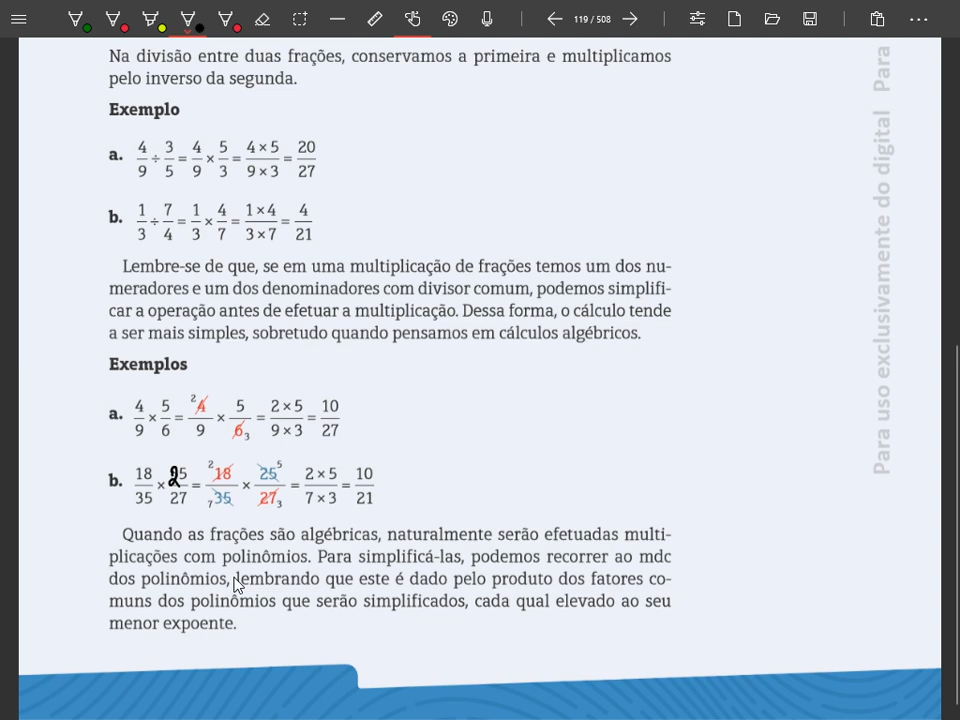 119 / 508
Na divisão entre duas frações, conservamos a primeira e multiplicamos
pelo inverso da segunda.
Exemplo
a. 4/9 ÷ 3/5 = 4/9 × 5/3 = 4 × 5/9 × 3 = 20/27
b. 1/3 ÷ 7/4 = 1/3 × 4/7 = 1 × 4/3 × 7 = 4/21
Lembre-se de que, se em uma multiplicação de frações temos um dos nu-
meradores e um dos denominadores com divisor comum, podemos simplifi-
car a operação antes de efetuar a multiplicação. Dessa forma, o cálculo tende
a ser mais simples, sobretudo quando pensamos em cálculos algébricos.
Exemplos
a. 4/9 × 5/6 = ²4/9 × 5/6₃ = 2 × 5/9 × 3 = 10/27
b. 18/35 × 25/27 = ²18/₇35 × 25⁵/27₃ = 2 × 5/7 × 3 = 10/21
Quando as frações são algébricas, naturalmente serão efetuadas multi-
plicações com polinômios. Para simplificá-las, podemos recorrer ao mdc
dos polinômios, lembrando que este é dado pelo produto dos fatores co-
muns dos polinômios que serão simplificados, cada qual elevado ao seu
menor expoente.
Para uso exclusivamente do digital Para